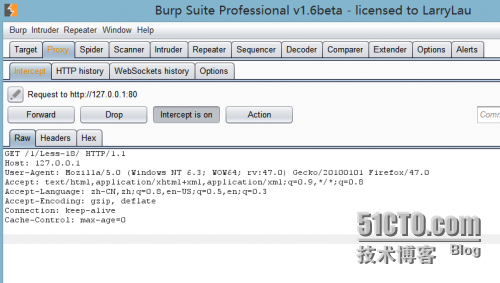 Burp Suite Professional v1.6beta - licensed to LarryLau
Burp Intruder Repeater Window Help
Target Proxy Spider Scanner Intruder Repeater Sequencer Decoder Comparer Extender Options Alerts
Intercept HTTP history WebSockets history Options
Request to http://127.0.0.1:80
Forward Drop Intercept is on Action Comm
Raw Headers Hex
GET /1/Less-18/ HTTP/1.1
Host: 127.0.0.1
User-Agent: Mozilla/5.0 (Windows NT 6.3; WOW64; rv:47.0) Gecko/20100101 Firefox/47.0
Accept: text/html,application/xhtml+xml,application/xml;q=0.9,*/*;q=0.8
Accept-Language: zh-CN,zh;q=0.8,en-US;q=0.5,en;q=0.3
Accept-Encoding: gzip, deflate
Connection: keep-alive
Cache-Control: max-age=0
51CTO.com
技术博客 Blog